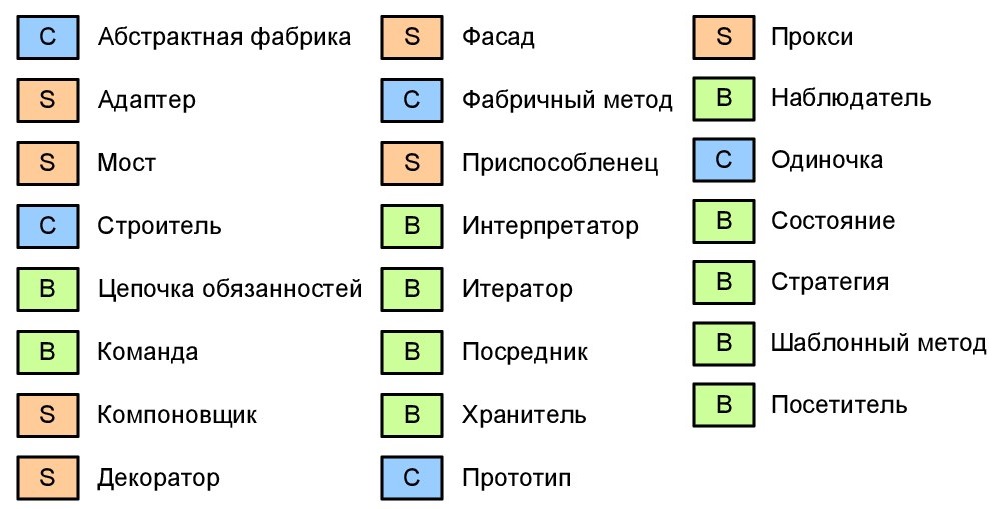 C Абстрактная фабрика
S Адаптер
S Мост
C Строитель
B Цепочка обязанностей
B Команда
S Компоновщик
S Декоратор
S Фасад
C Фабричный метод
S Приспособленец
B Интерпретатор
B Итератор
B Посредник
B Хранитель
C Прототип
S Прокси
B Наблюдатель
C Одиночка
B Состояние
B Стратегия
B Шаблонный метод
B Посетитель